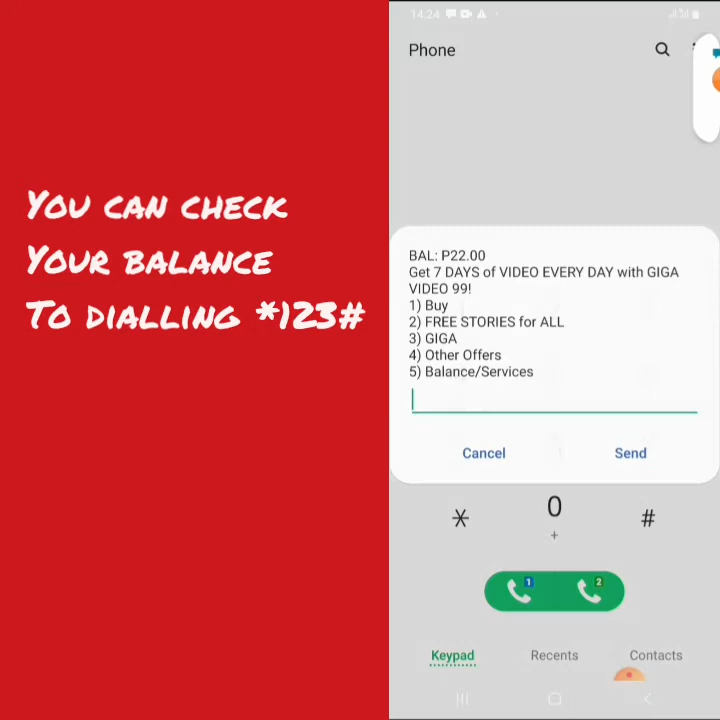 You can check
Your balance
To dialling *123#
14.24
Phone
BAL: P22.00
Get 7 DAYS of VIDEO EVERY DAY with GIGA
VIDEO 99!
1) Buy
2) FREE STORIES for ALL
3) GIGA
4) Other Offers
5) Balance/Services
Cancel
Send
* 0 #
+
1 2
Keypad
Recents
Contacts